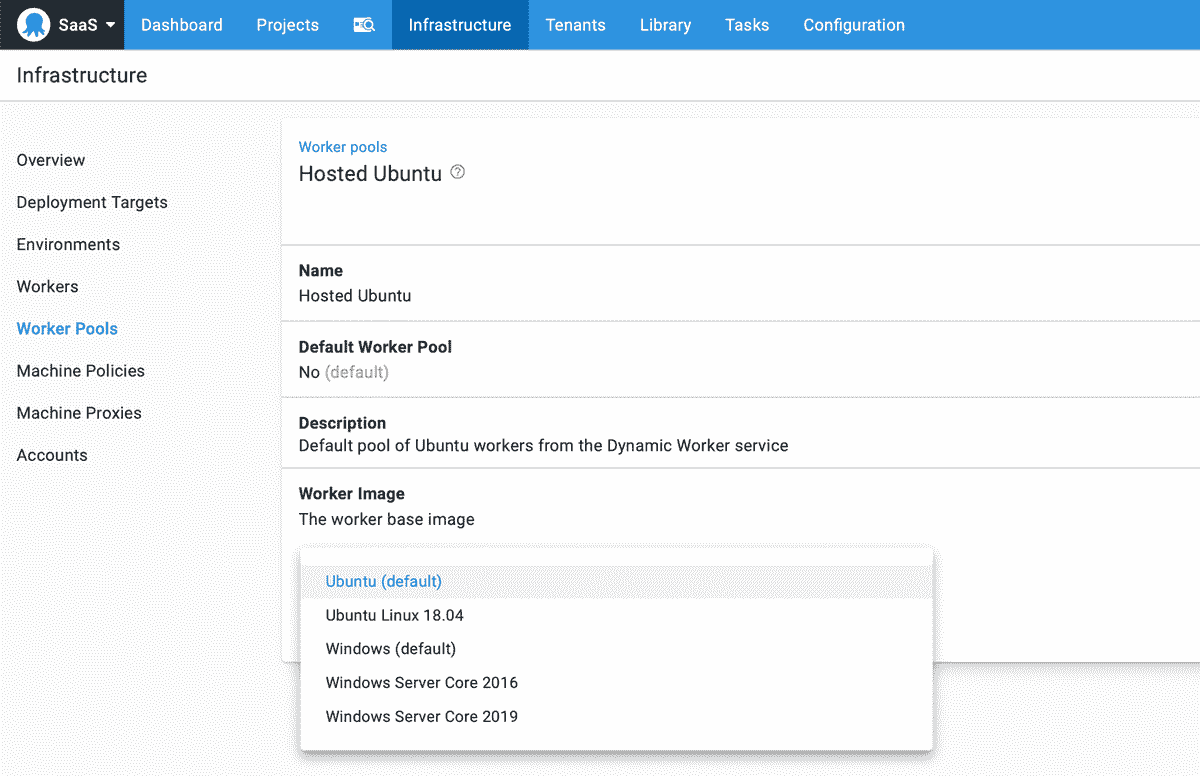 SaaS Dashboard Projects Infrastructure Tenants Library Tasks Configuration
Infrastructure
Overview
Deployment Targets
Environments
Workers
Worker Pools
Machine Policies
Machine Proxies
Accounts
Worker pools
Hosted Ubuntu ?
Name
Hosted Ubuntu
Default Worker Pool
No (default)
Description
Default pool of Ubuntu workers from the Dynamic Worker service
Worker Image
The worker base image
Ubuntu (default)
Ubuntu Linux 18.04
Windows (default)
Windows Server Core 2016
Windows Server Core 2019